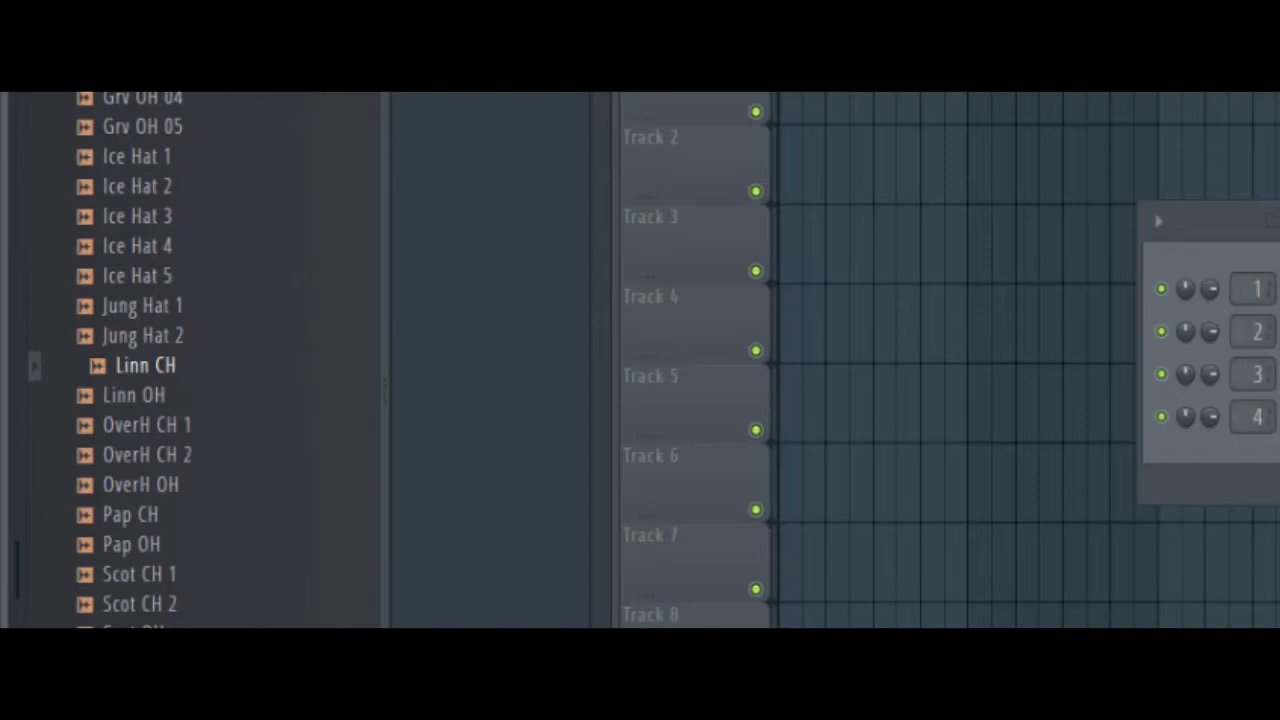 Grv OH 04
Grv OH 05
Ice Hat 1
Ice Hat 2
Ice Hat 3
Ice Hat 4
Ice Hat 5
Jung Hat 1
Jung Hat 2
Linn CH
Linn OH
OverH CH 1
OverH CH 2
OverH OH
Pap CH
Pap OH
Scot CH 1
Scot CH 2
Track 2
Track 3
Track 4
Track 5
Track 6
Track 7
Track 8
1
2
3
4